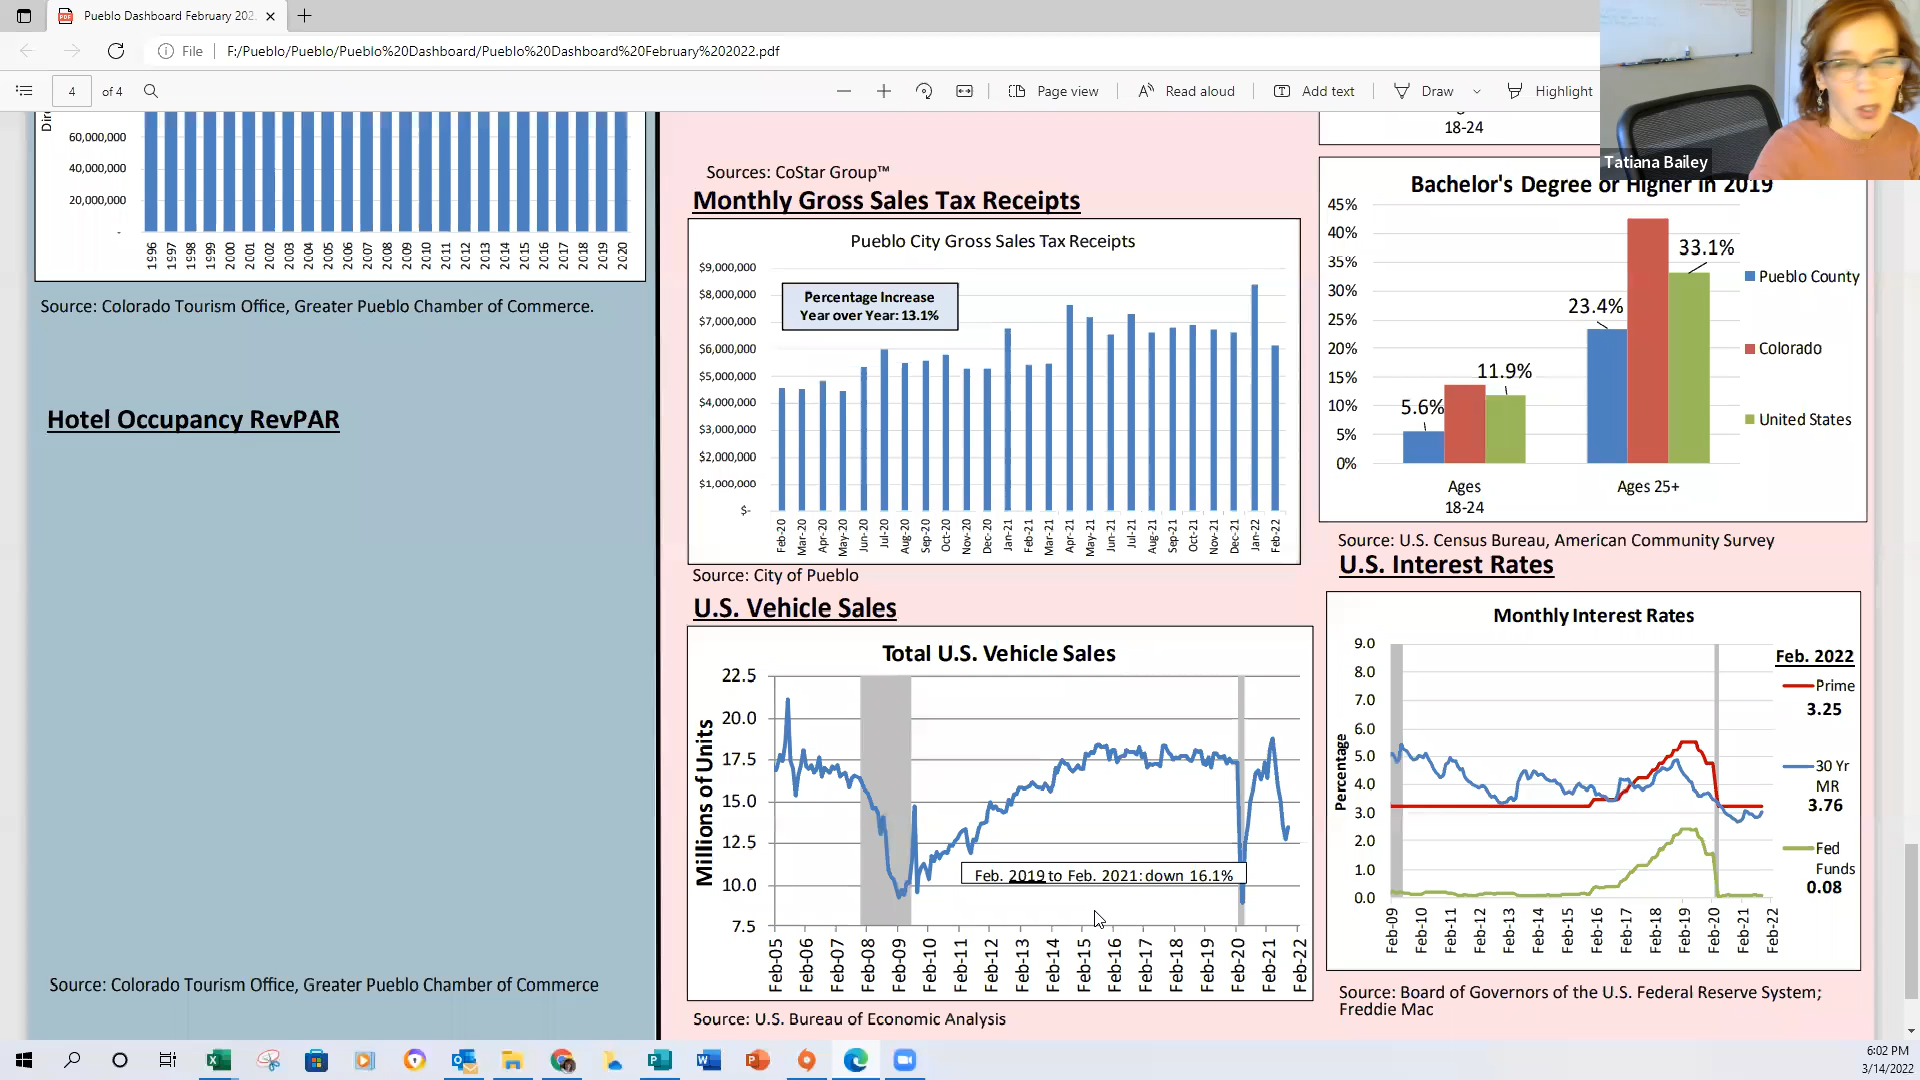 Pueblo Dashboard February 202
File
F:/Pueblo/Pueblo/Pueblo%20Dashboard/Pueblo%20Dashboard%20February%202022.pdf
4 of 4
Page view
Read aloud
Add text
Draw
Highlight
Tatiana Bailey
60,000,000
40,000,000
20,000,000
-
1996 1997 1998 1999 2000 2001 2002 2003 2004 2005 2006 2007 2008 2009 2010 2011 2012 2013 2014 2015 2016 2017 2018 2019 2020
Source: Colorado Tourism Office, Greater Pueblo Chamber of Commerce.
Hotel Occupancy RevPAR
Source: Colorado Tourism Office, Greater Pueblo Chamber of Commerce
Sources: CoStar Group™
Monthly Gross Sales Tax Receipts
Pueblo City Gross Sales Tax Receipts
Percentage Increase
Year over Year: 13.1%
$9,000,000
$8,000,000
$7,000,000
$6,000,000
$5,000,000
$4,000,000
$3,000,000
$2,000,000
$1,000,000
$-
Feb-20 Mar-20 Apr-20 May-20 Jun-20 Jul-20 Aug-20 Sep-20 Oct-20 Nov-20 Dec-20 Jan-21 Feb-21 Mar-21 Apr-21 May-21 Jun-21 Jul-21 Aug-21 Sep-21 Oct-21 Nov-21 Dec-21 Jan-22 Feb-22
Source: City of Pueblo
U.S. Vehicle Sales
Total U.S. Vehicle Sales
Millions of Units
22.5
20.0
17.5
15.0
12.5
10.0
7.5
Feb. 2019 to Feb. 2021: down 16.1%
Feb-05 Feb-06 Feb-07 Feb-08 Feb-09 Feb-10 Feb-11 Feb-12 Feb-13 Feb-14 Feb-15 Feb-16 Feb-17 Feb-18 Feb-19 Feb-20 Feb-21 Feb-22
Source: U.S. Bureau of Economic Analysis
18-24
Bachelor's Degree or Higher in 2019
45%
40%
35%
30%
25%
20%
15%
10%
5%
0%
5.6%
11.9%
23.4%
33.1%
Pueblo County
Colorado
United States
Ages
18-24
Ages 25+
Source: U.S. Census Bureau, American Community Survey
U.S. Interest Rates
Monthly Interest Rates
Percentage
9.0
8.0
7.0
6.0
5.0
4.0
3.0
2.0
1.0
0.0
Feb-09 Feb-10 Feb-11 Feb-12 Feb-13 Feb-14 Feb-15 Feb-16 Feb-17 Feb-18 Feb-19 Feb-20 Feb-21 Feb-22
Feb. 2022
Prime
3.25
30 Yr
MR
3.76
Fed
Funds
0.08
Source: Board of Governors of the U.S. Federal Reserve System;
Freddie Mac
6:02 PM
3/14/2022